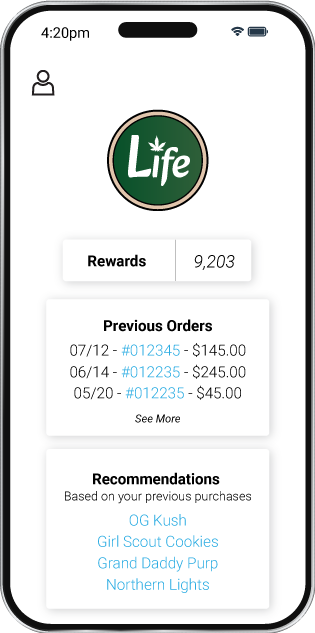 4:20pm
Life
Rewards 9,203
Previous Orders
07/12 - #012345 - $145.00
06/14 - #012235 - $245.00
05/20 - #012235 - $45.00
See More
Recommendations
Based on your previous purchases
OG Kush
Girl Scout Cookies
Grand Daddy Purp
Northern Lights